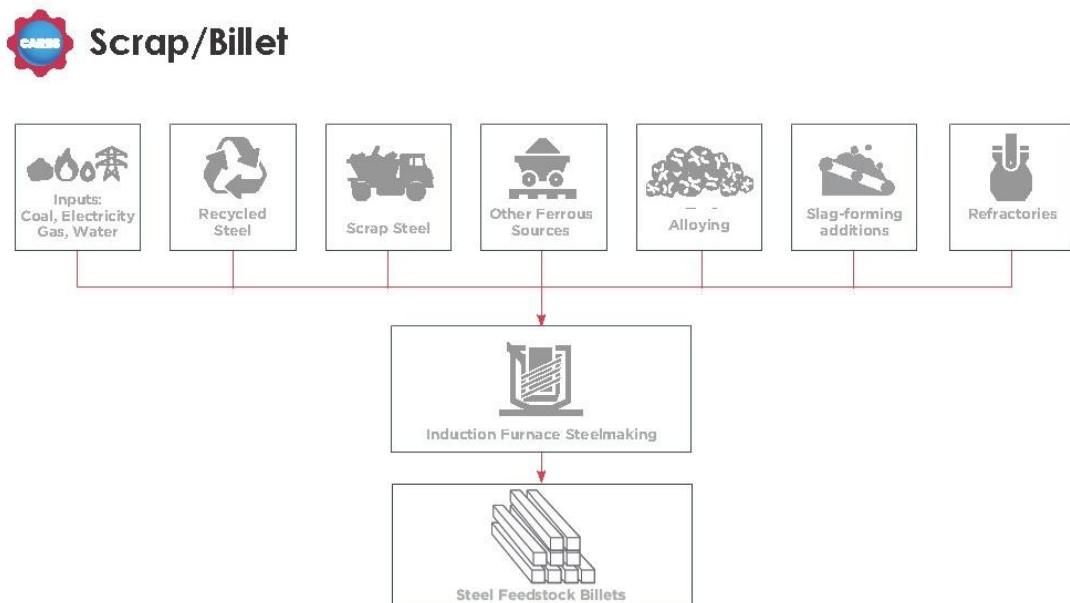 CARES
Scrap/Billet
Inputs:
Coal, Electricity
Gas, Water
Recycled
Steel
Scrap Steel
Other Ferrous
Sources
Alloying
Slag-forming
additions
Refractories
Induction Furnace Steelmaking
Steel Feedstock Billets